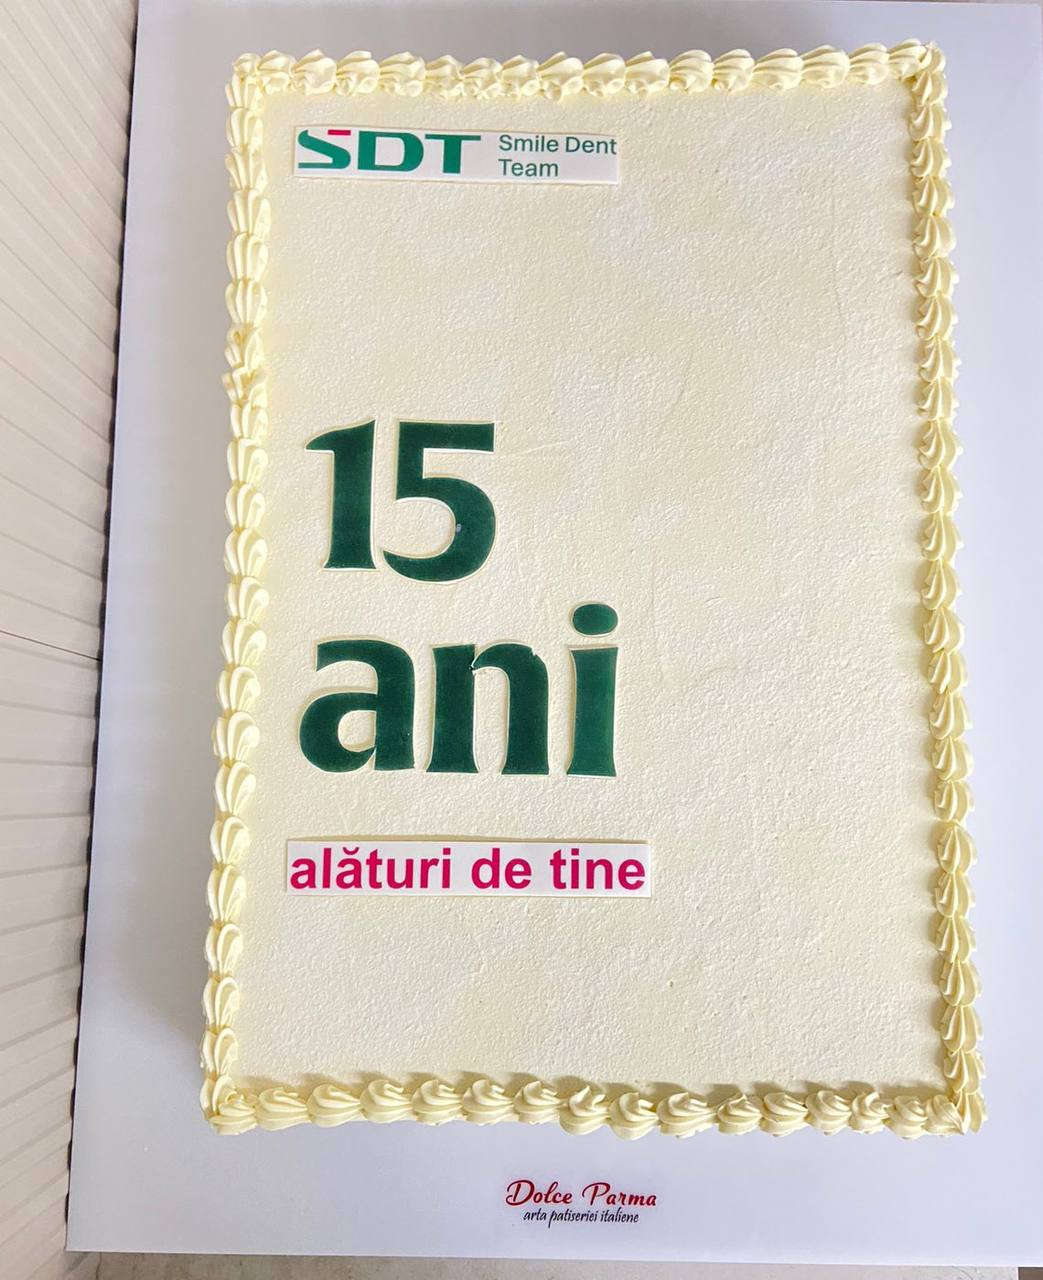 SDT Smile Dent
Team
15
ani
alături de tine
Dolce Parma
arta patiseriei italiene